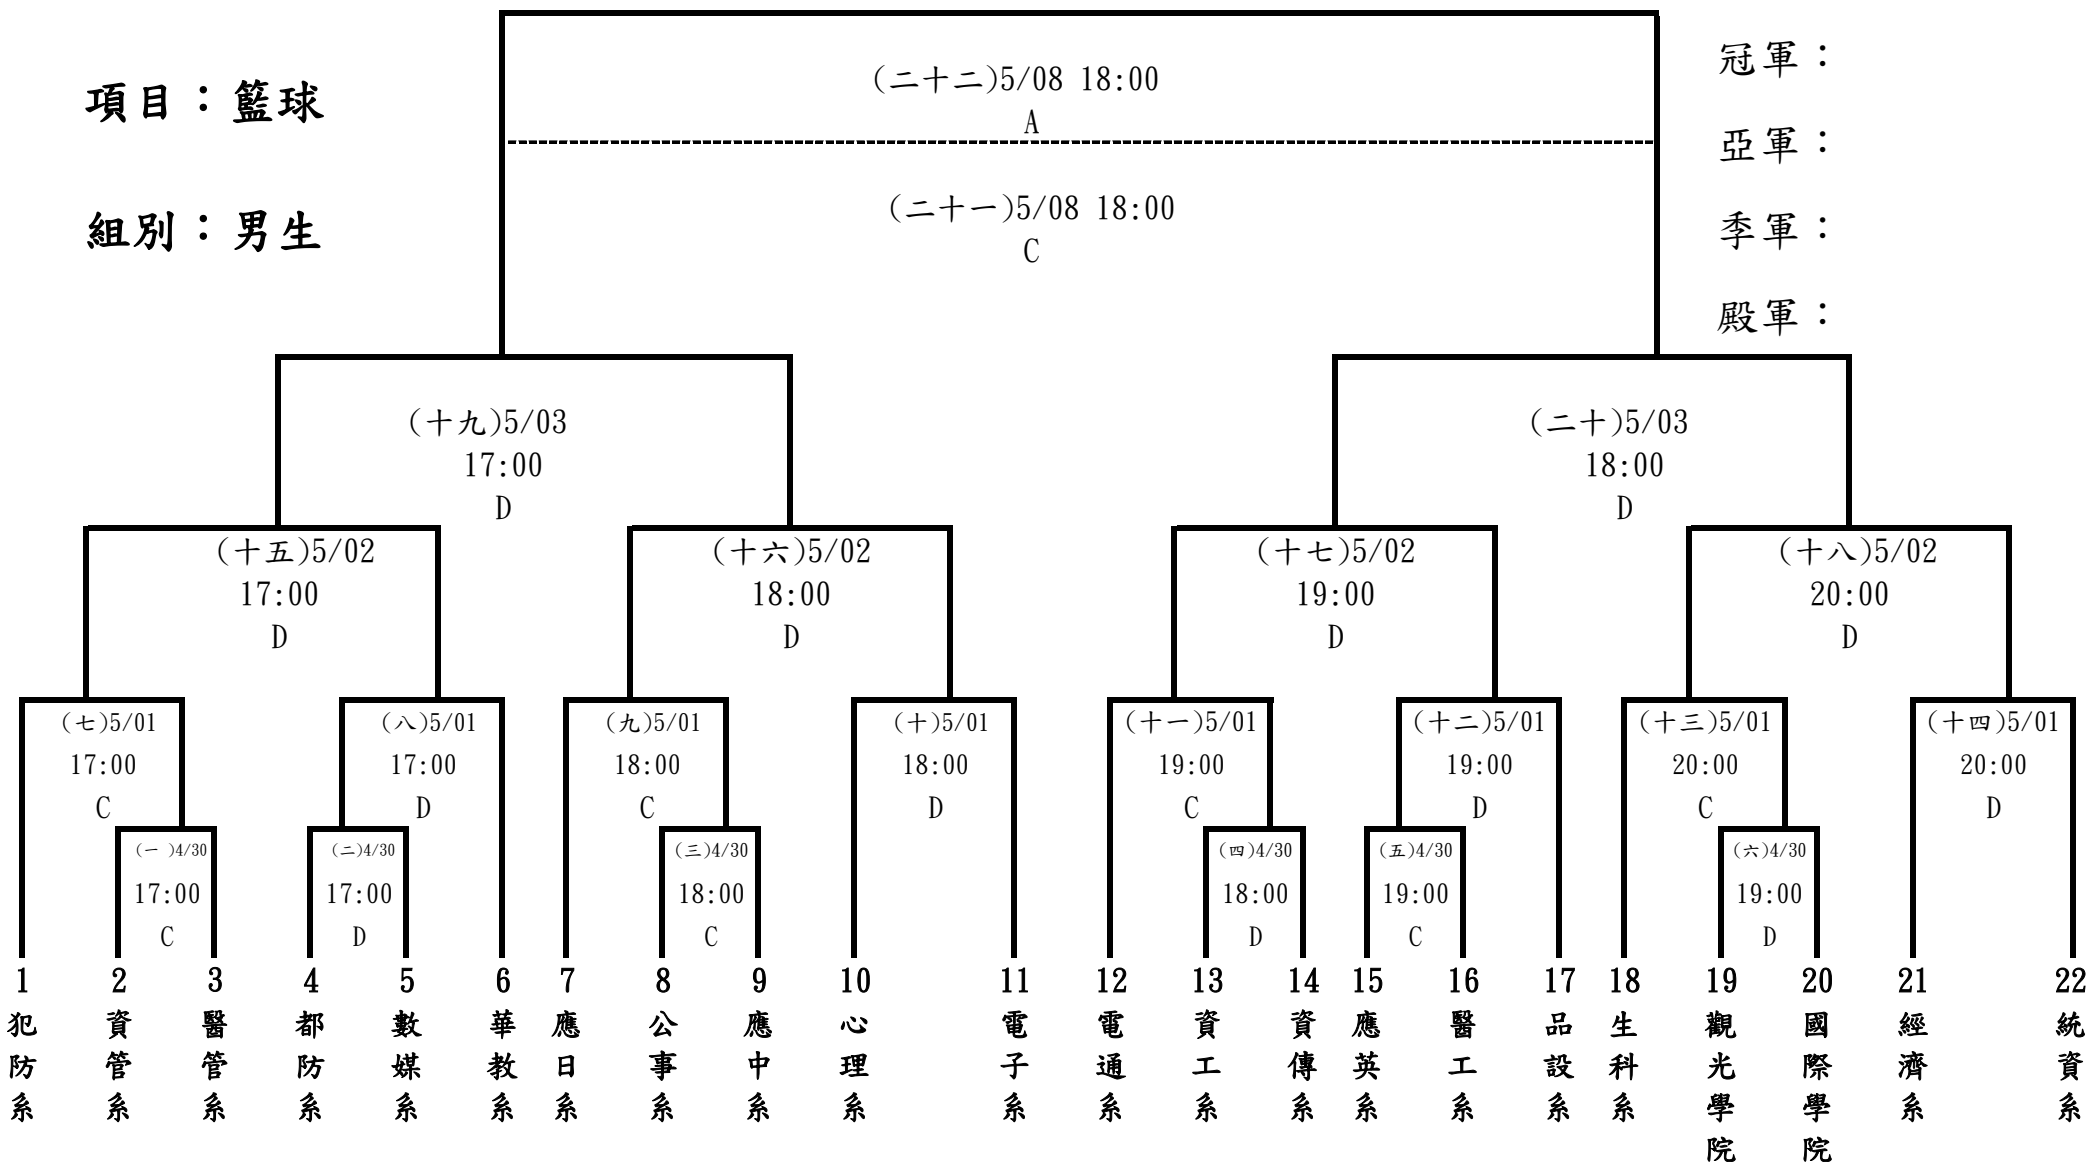 項目：籃球
組別：男生
(二十二)5/08 18:00
A
(二十一)5/08 18:00
C
冠軍：
亞軍：
季軍：
殿軍：
(十九)5/03
17:00
D
(二十)5/03
18:00
D
(十五)5/02
17:00
D
(十六)5/02
18:00
D
(十七)5/02
19:00
D
(十八)5/02
20:00
D
(七)5/01
17:00
C
(八)5/01
17:00
D
(九)5/01
18:00
C
(十)5/01
18:00
D
(十一)5/01
19:00
C
(十二)5/01
19:00
D
(十三)5/01
20:00
C
(十四)5/01
20:00
D
(一 )4/30
17:00
C
(二)4/30
17:00
D
(三)4/30
18:00
C
(四)4/30
18:00
D
(五)4/30
19:00
C
(六)4/30
19:00
D
1
犯防系
2
資管系
3
醫管系
4
都防系
5
數媒系
6
華教系
7
應日系
8
公事系
9
應中系
10
心理系
11
電子系
12
電通系
13
資工系
14
資傳系
15
應英系
16
醫工系
17
品設系
18
生科系
19
觀光學院
20
國際學院
21
經濟系
22
統資系